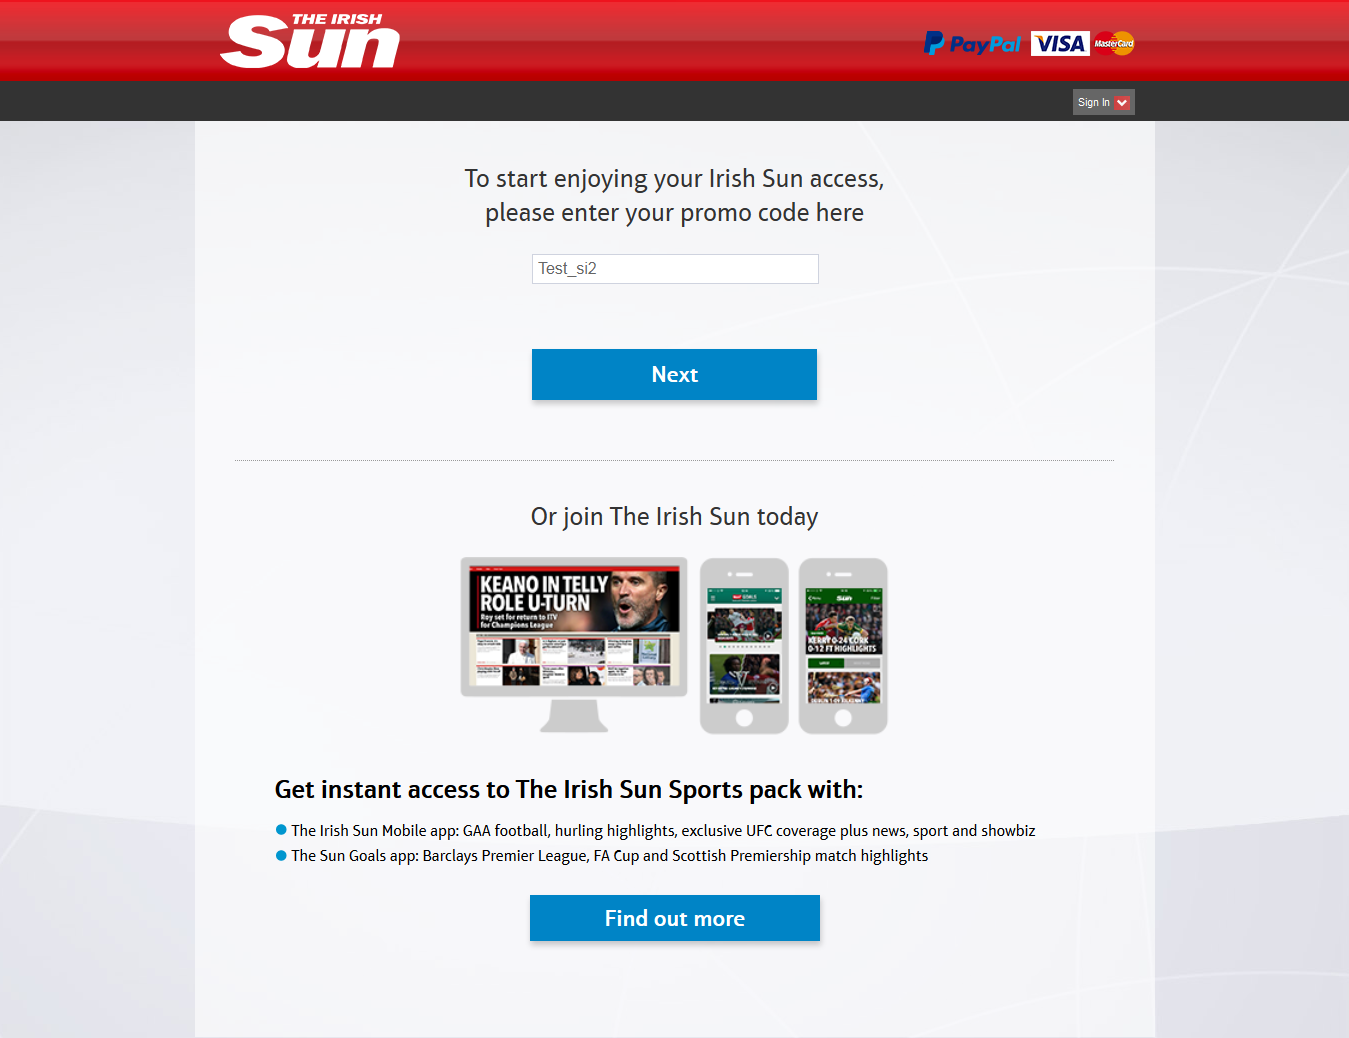 THE IRISH
Sun
PayPal VISA MasterCard
Sign In
To start enjoying your Irish Sun access,
please enter your promo code here
Test_si2
Next
Or join The Irish Sun today
KEANO IN TELLY
ROLE U-TURN
Roy set for return to ITV
for Champions League
GOALS
HIGHLIGHTS
Sun
KERRY 0-24 CORK
0-12 FT HIGHLIGHTS
LATEST
Get instant access to The Irish Sun Sports pack with:
The Irish Sun Mobile app: GAA football, hurling highlights, exclusive UFC coverage plus news, sport and showbiz
The Sun Goals app: Barclays Premier League, FA Cup and Scottish Premiership match highlights
Find out more